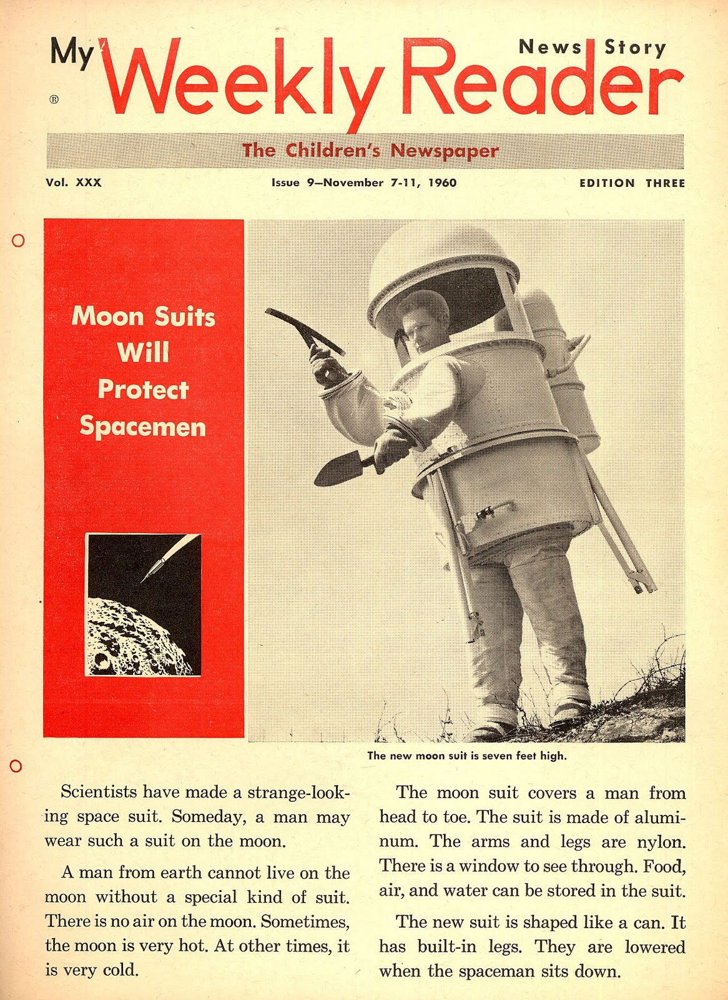 My
News Story
Weekly Reader
®
The Children's Newspaper
Vol. XXX
Issue 9—November 7-11, 1960
EDITION THREE
Moon Suits
Will
Protect
Spacemen
The new moon suit is seven feet high.
Scientists have made a strange-look-
ing space suit. Someday, a man may
wear such a suit on the moon.
A man from earth cannot live on the
moon without a special kind of suit.
There is no air on the moon. Sometimes,
the moon is very hot. At other times, it
is very cold.
The moon suit covers a man from
head to toe. The suit is made of alumi-
num. The arms and legs are nylon.
There is a window to see through. Food,
air, and water can be stored in the suit.
The new suit is shaped like a can. It
has built-in legs. They are lowered
when the spaceman sits down.